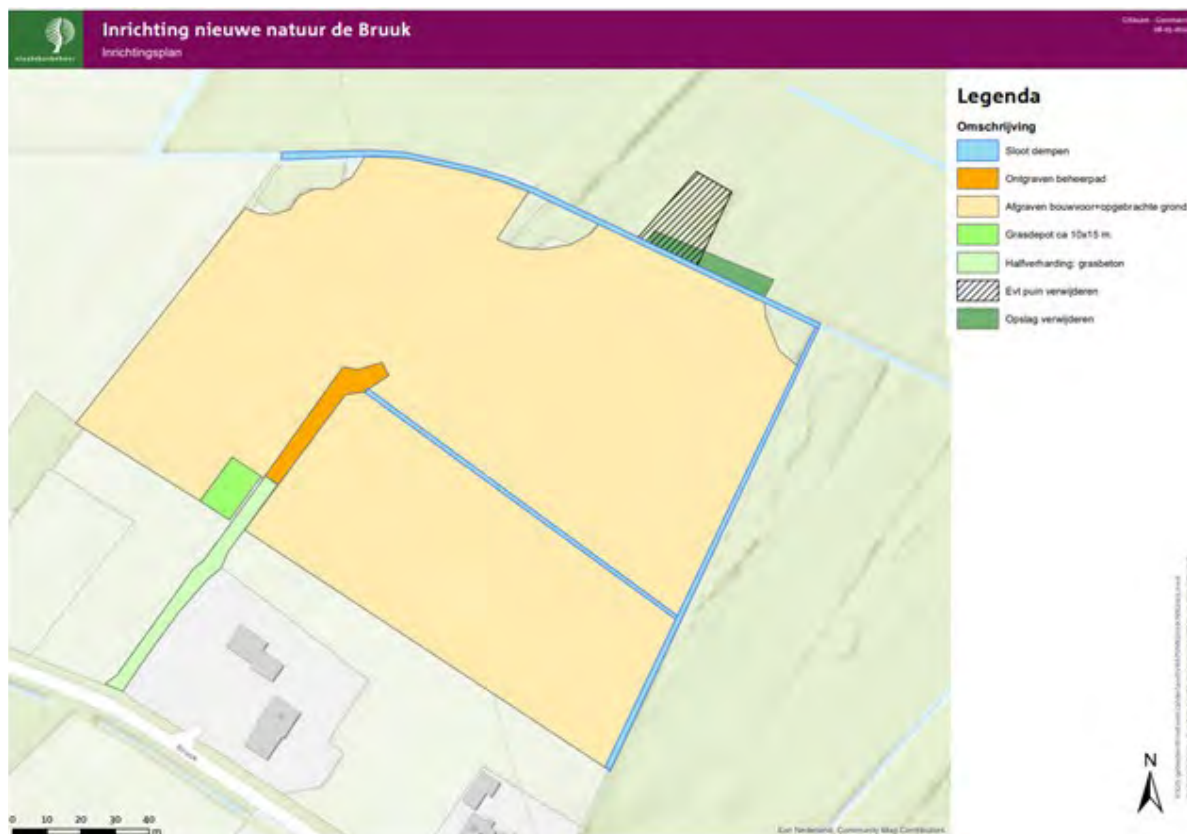 Inrichting nieuwe natuur de Bruuk
Inrichtingsplan
staatsbosbeheer
Legenda
Omschrijving
Sloot dempen
Ontgraven beheerpad
Afgraven bouwvoor+opgebrachte grond
Grasdepot ca 10x15 m.
Halfverharding: grasbeton
Evt puin verwijderen
Opslag verwijderen
Bruuk
N
0 10 20 30 40
m
Esri Nederland, Community Map Contributors